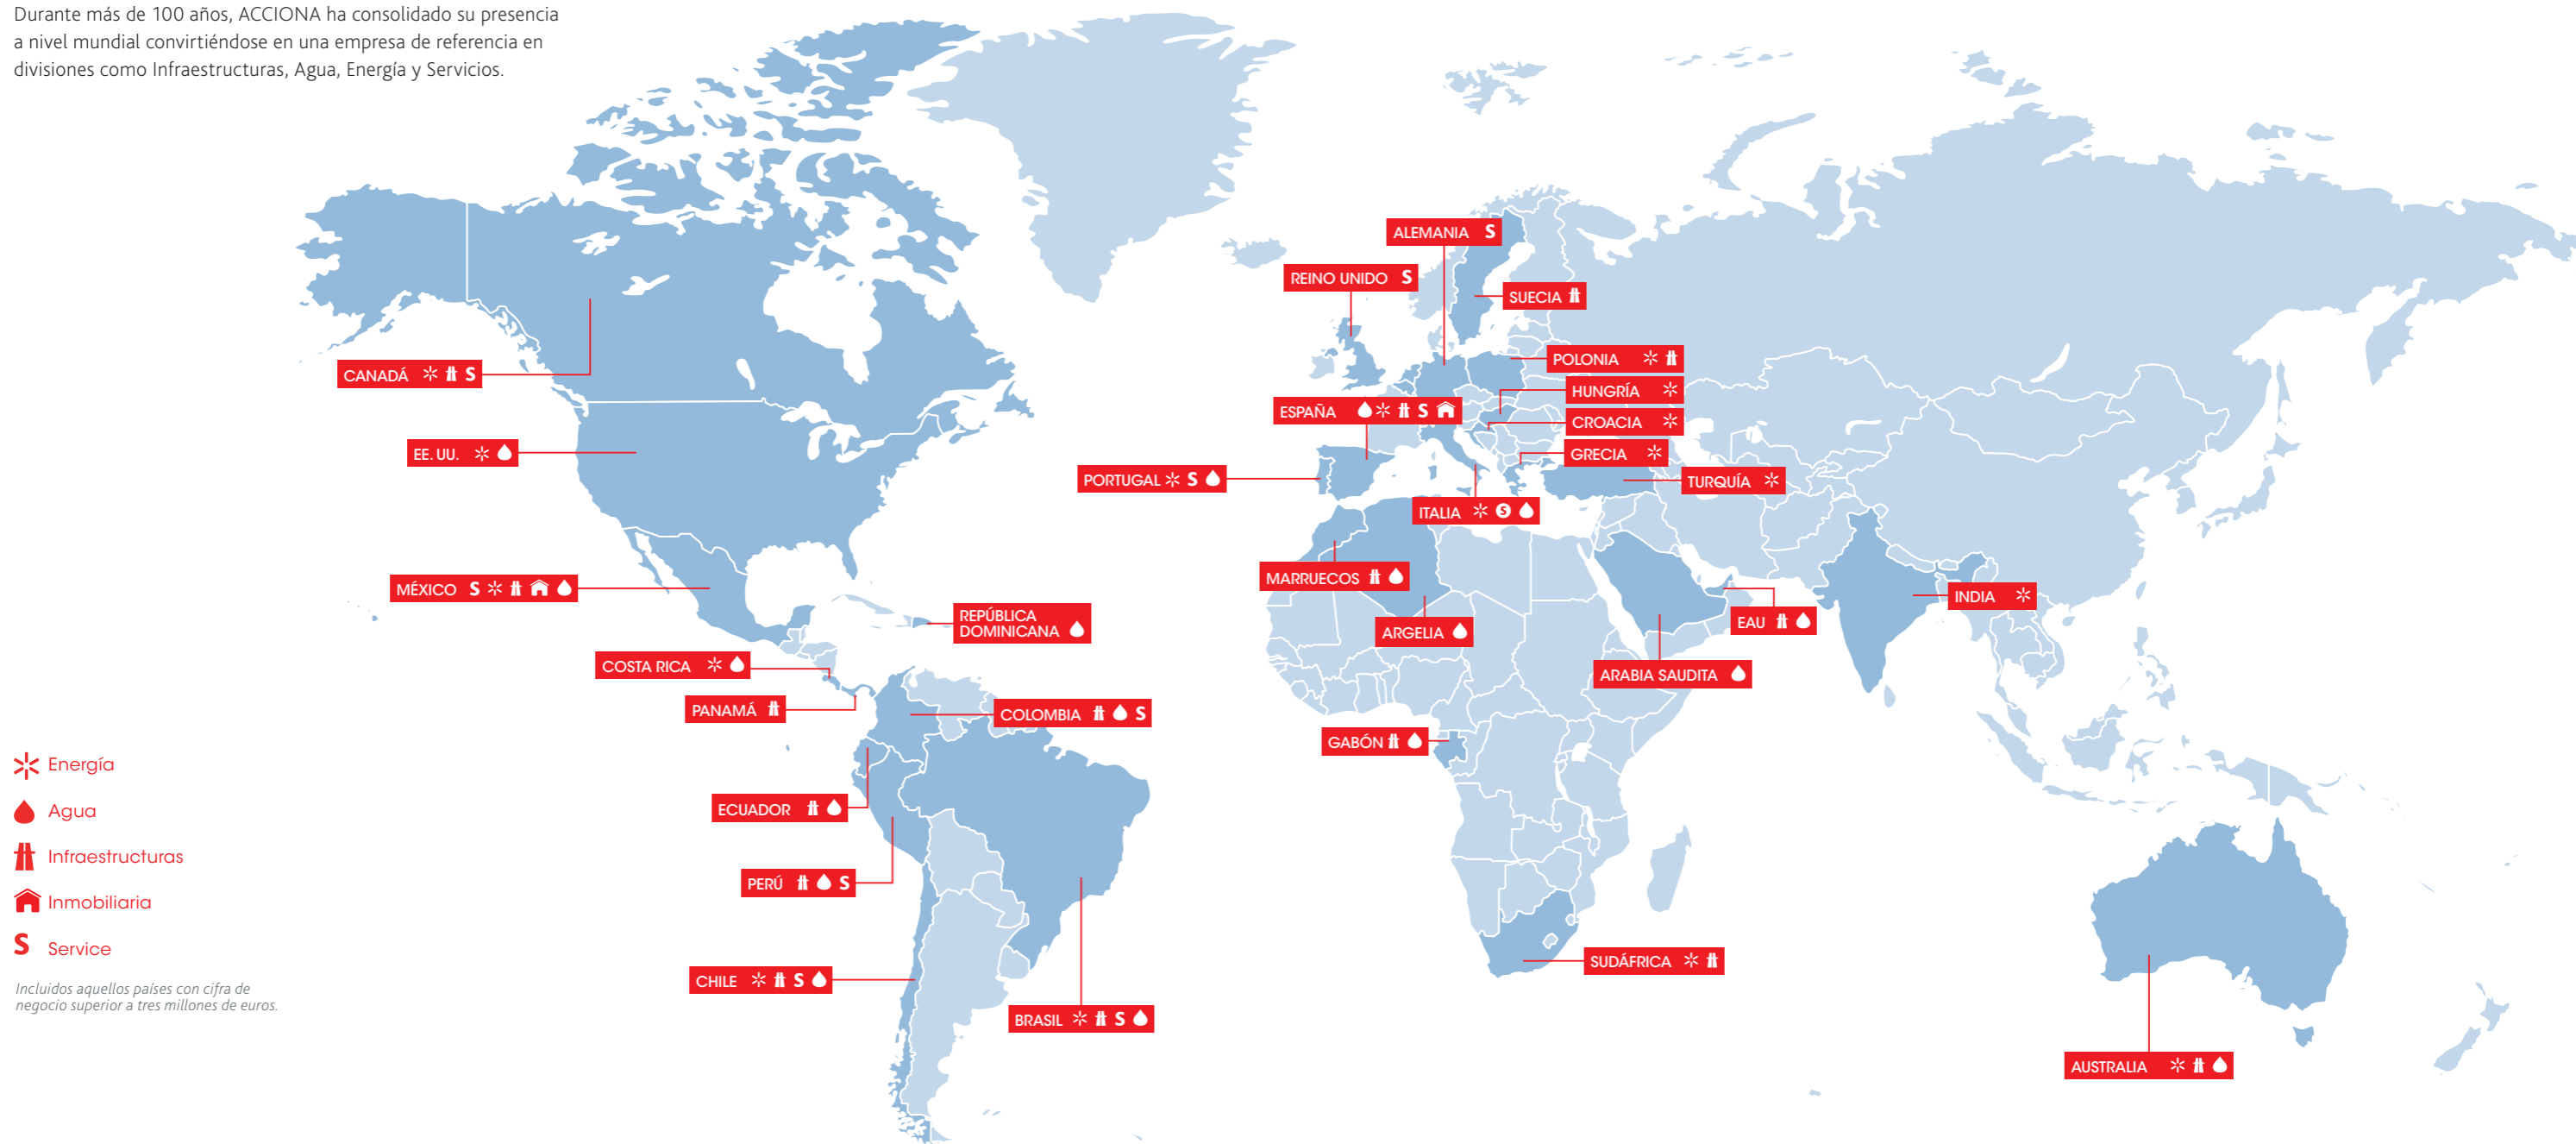 Durante más de 100 años, ACCIONA ha consolidado su presencia
a nivel mundial convirtiéndose en una empresa de referencia en
divisiones como Infraestructuras, Agua, Energía y Servicios.
ALEMANIA S
REINO UNIDO S
SUECIA
POLONIA
CANADÁ S
HUNGRÍA
ESPAÑA S
CROACIA
EE. UU.
GRECIA
PORTUGAL S
TURQUÍA
ITALIA S
MARRUECOS
MÉXICO S
INDIA
REPÚBLICA
DOMINICANA
EAU
ARGELIA
COSTA RICA
ARABIA SAUDITA
PANAMÁ
COLOMBIA S
GABÓN
ECUADOR
PERÚ S
SUDÁFRICA
CHILE S
BRASIL S
AUSTRALIA
Energía
Agua
Infraestructuras
Inmobiliaria
S Service
Incluidos aquellos países con cifra de
negocio superior a tres millones de euros.